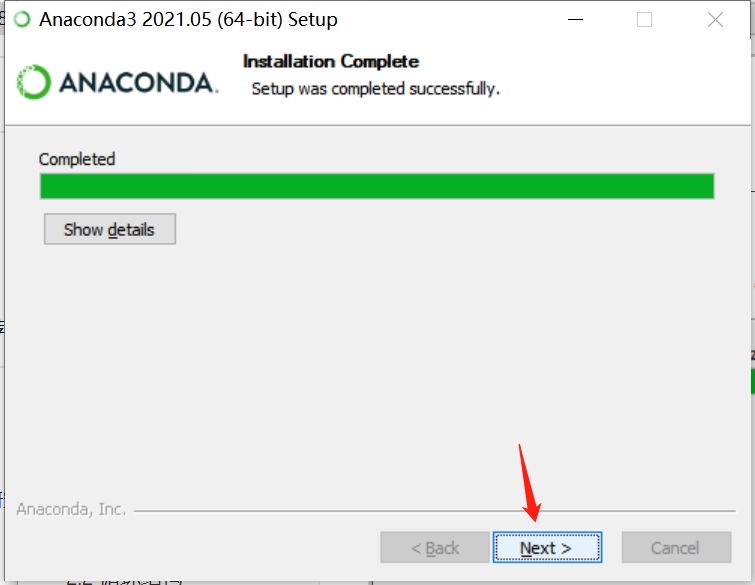 Anaconda3 2021.05 (64-bit) Setup
ANACONDA.
Installation Complete
Setup was completed successfully.
Completed
Show details
Anaconda, Inc.
< Back
Next >
Cancel